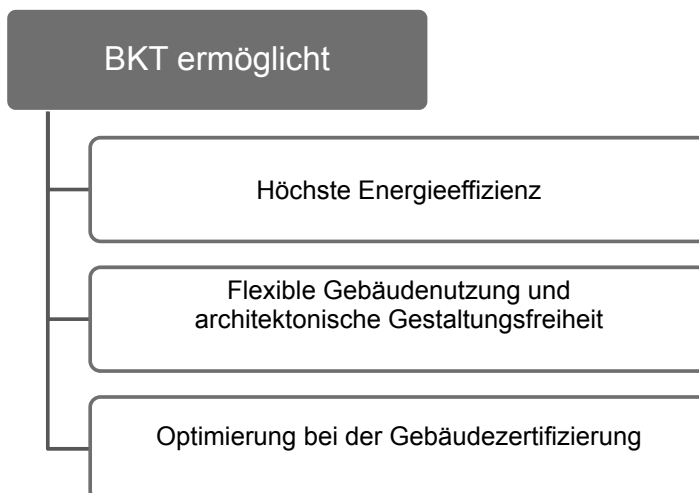 BKT ermöglicht
Höchste Energieeffizienz
Flexible Gebäudenutzung und
architektonische Gestaltungsfreiheit
Optimierung bei der Gebäudezertifizierung